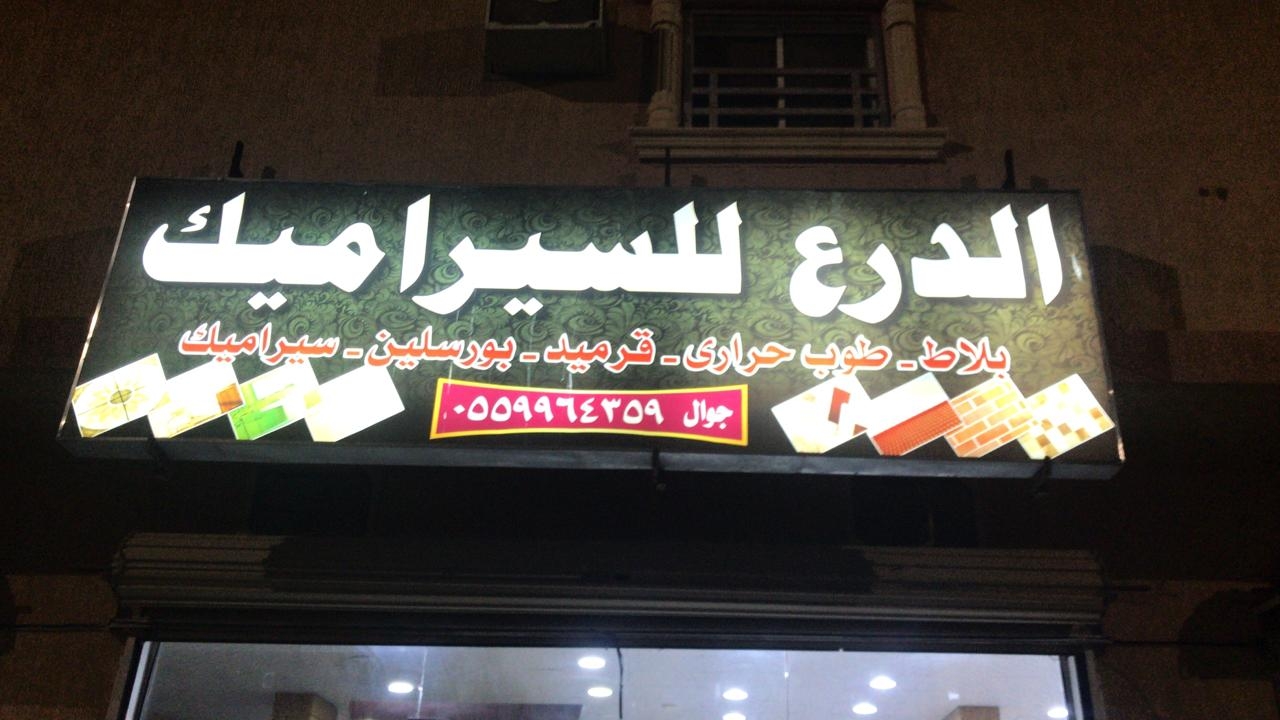 الدرع للسيراميك
بلاط - طوب حرارى - قرميد - بورسلين - سيراميك
جوال ٠٥٥٩٩٦٤٣٥٩